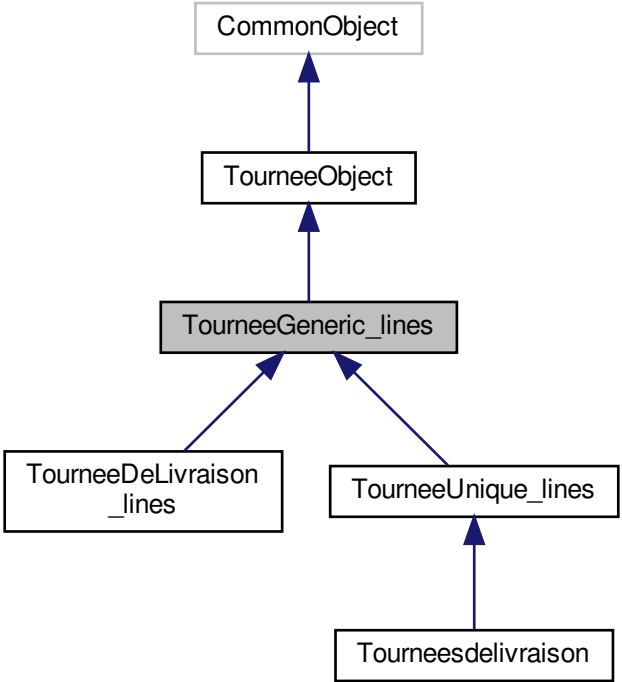 CommonObject
TourneeObject
TourneeGeneric_lines
TourneeDeLivraison
_lines
TourneeUnique_lines
Tourneesdelivraison